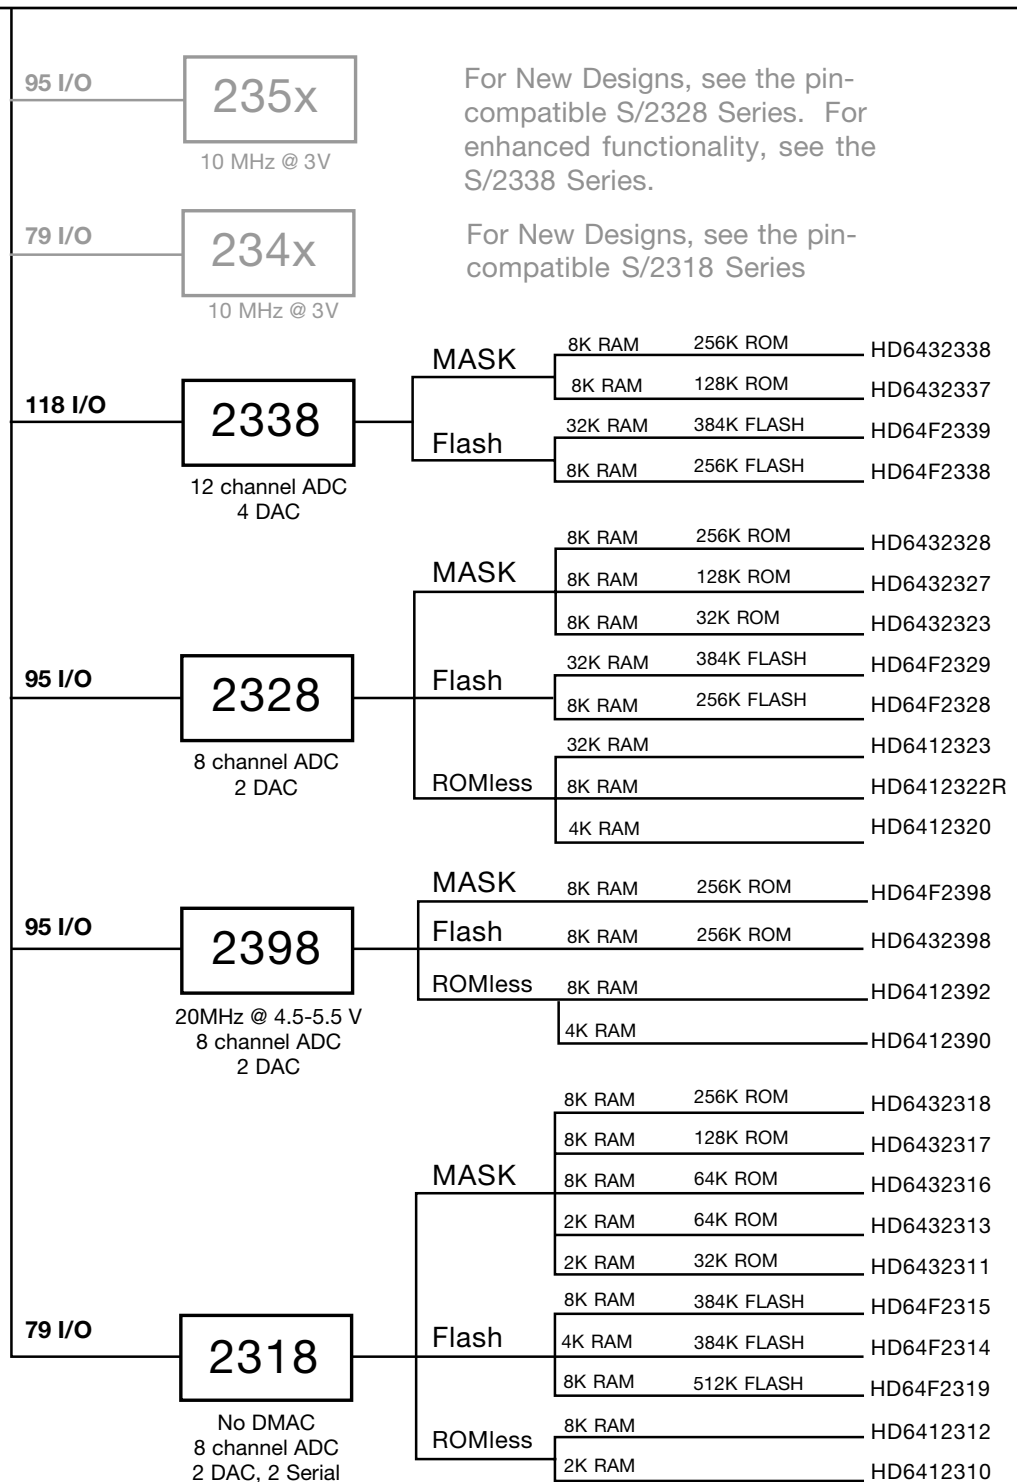 95 I/O
235x
10 MHz @ 3V
For New Designs, see the pin-
compatible S/2328 Series. For
enhanced functionality, see the
S/2338 Series.
79 I/O
234x
10 MHz @ 3V
For New Designs, see the pin-
compatible S/2318 Series
118 I/O
2338
12 channel ADC
4 DAC
MASK
8K RAM 256K ROM HD6432338
8K RAM 128K ROM HD6432337
Flash
32K RAM 384K FLASH HD64F2339
8K RAM 256K FLASH HD64F2338
95 I/O
2328
8 channel ADC
2 DAC
MASK
8K RAM 256K ROM HD6432328
8K RAM 128K ROM HD6432327
8K RAM 32K ROM HD6432323
Flash
32K RAM 384K FLASH HD64F2329
8K RAM 256K FLASH HD64F2328
ROMless
32K RAM HD6412323
8K RAM HD6412322R
4K RAM HD6412320
95 I/O
2398
20MHz @ 4.5-5.5 V
8 channel ADC
2 DAC
MASK
8K RAM 256K ROM HD64F2398
Flash
8K RAM 256K ROM HD6432398
ROMless
8K RAM HD6412392
4K RAM HD6412390
79 I/O
2318
No DMAC
8 channel ADC
2 DAC, 2 Serial
MASK
8K RAM 256K ROM HD6432318
8K RAM 128K ROM HD6432317
8K RAM 64K ROM HD6432316
2K RAM 64K ROM HD6432313
2K RAM 32K ROM HD6432311
Flash
8K RAM 384K FLASH HD64F2315
4K RAM 384K FLASH HD64F2314
8K RAM 512K FLASH HD64F2319
ROMless
8K RAM HD6412312
2K RAM HD6412310